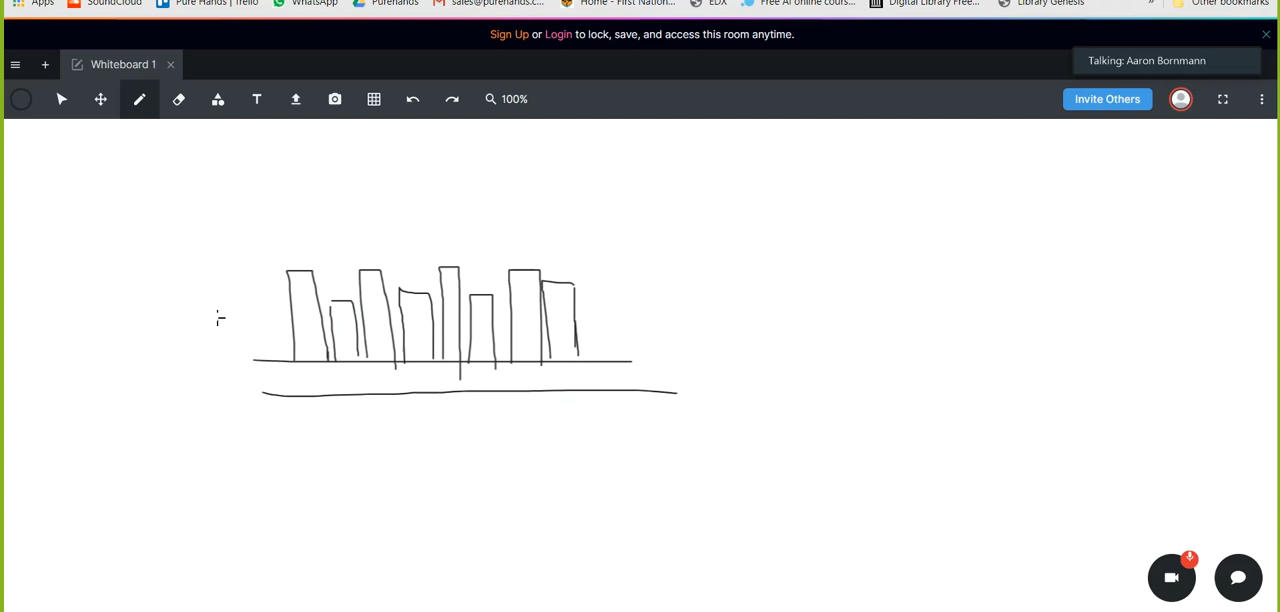 Apps SoundCloud Pure Hands | Trello WhatsApp Purehands sales@purehands.c... Home - First Nation... EDX Free AI online cours... Digital Library Free... Library Genesis » Other bookmarks
Sign Up or Login to lock, save, and access this room anytime.
Talking: Aaron Bornmann
Whiteboard 1
T 100% Invite Others